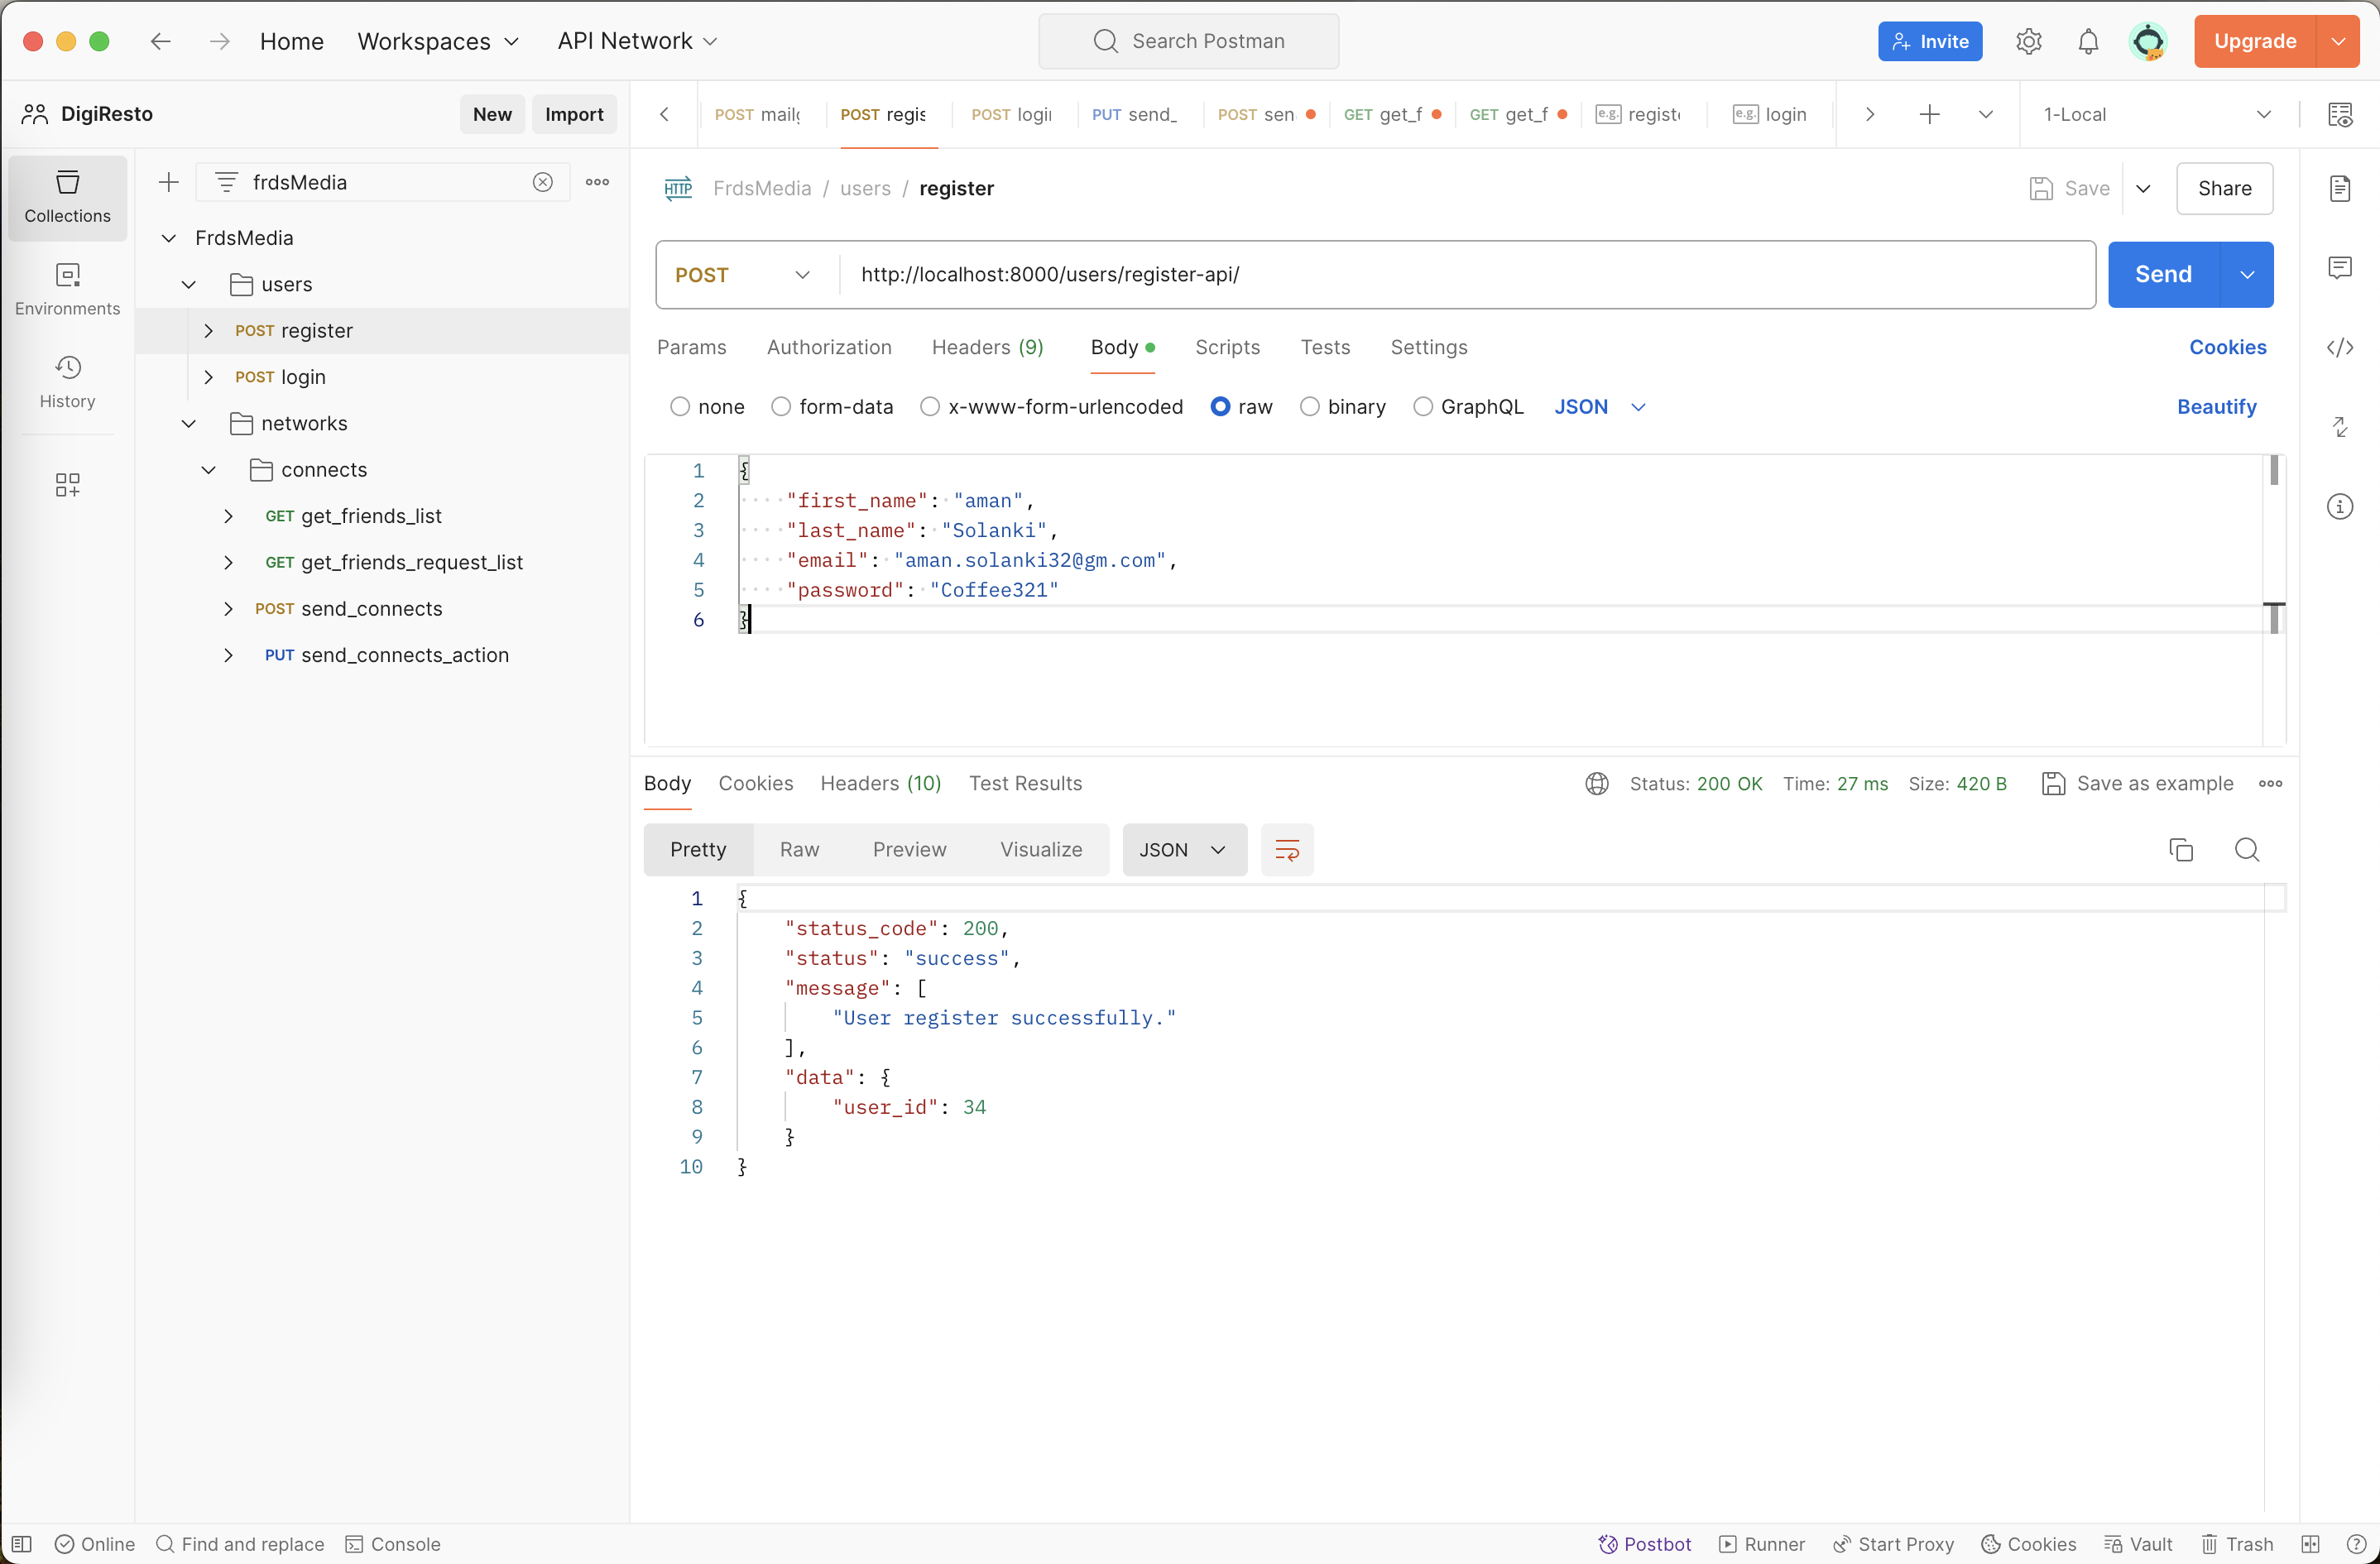 Home Workspaces API Network Search Postman Invite Upgrade
DigiResto New Import
POST mailg POST regis POST logi PUT send_ POST sen GET get_f GET get_f e.g. regist e.g. login 1-Local
Collections
Environments
History
frdsMedia
FrdsMedia
users
POST register
POST login
networks
connects
GET get_friends_list
GET get_friends_request_list
POST send_connects
PUT send_connects_action
HTTP FrdsMedia / users / register Save Share
POST http://localhost:8000/users/register-api/ Send
Params Authorization Headers (9) Body Scripts Tests Settings Cookies
none form-data x-www-form-urlencoded raw binary GraphQL JSON Beautify
1 {
2 "first_name": "aman",
3 "last_name": "Solanki",
4 "email": "aman.solanki32@gm.com",
5 "password": "Coffee321"
6 }
Body Cookies Headers (10) Test Results Status: 200 OK Time: 27 ms Size: 420 B Save as example
Pretty Raw Preview Visualize JSON
1 {
2 "status_code": 200,
3 "status": "success",
4 "message": [
5 "User register successfully."
6 ],
7 "data": {
8 "user_id": 34
9 }
10 }
Online Find and replace Console Postbot Runner Start Proxy Cookies Vault Trash